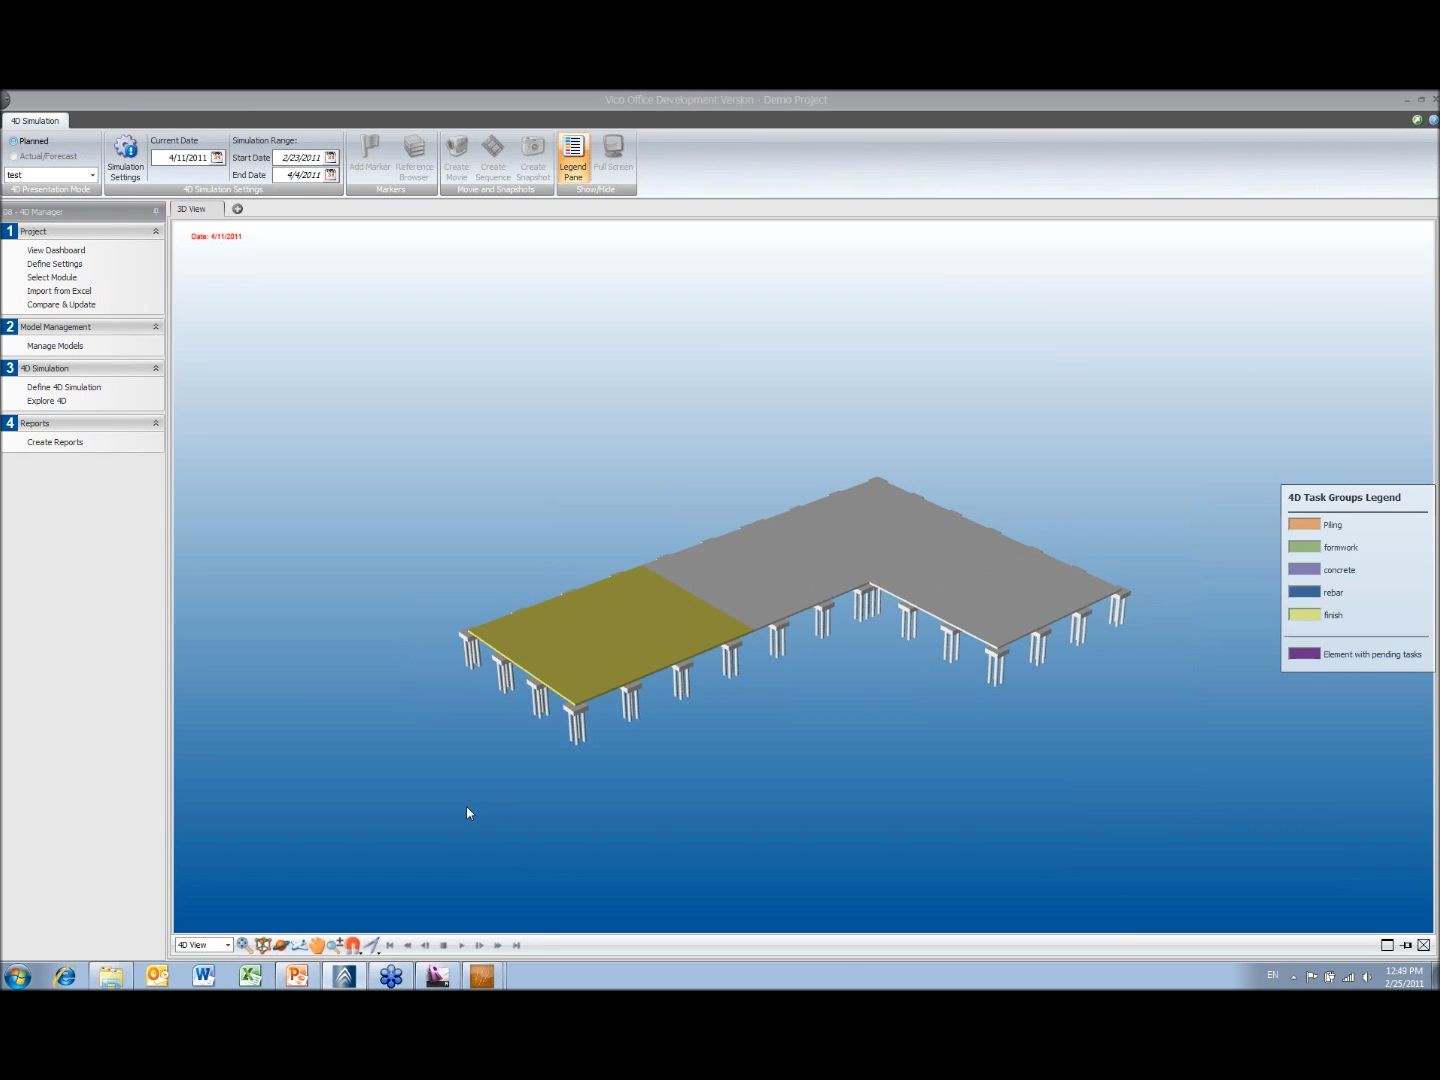 Vico Office Development Version - Demo Project
4D Simulation
Planned
Actual/Forecast
test
4D Presentation Mode
Simulation
Settings
Current Date
4/11/2011
Simulation Range:
Start Date 2/23/2011
End Date 4/4/2011
4D Simulation Settings
Add Marker
Reference
Browser
Markers
Create
Movie
Create
Sequence
Create
Snapshot
Movie and Snapshots
Legend
Pane
Full Screen
Show/Hide
08 - 4D Manager
3D View
1 Project
View Dashboard
Define Settings
Select Module
Import from Excel
Compare & Update
2 Model Management
Manage Models
3 4D Simulation
Define 4D Simulation
Explore 4D
4 Reports
Create Reports
Date: 4/11/2011
4D Task Groups Legend
Piling
formwork
concrete
rebar
finish
Element with pending tasks
4D View
EN
12:49 PM
2/25/2011